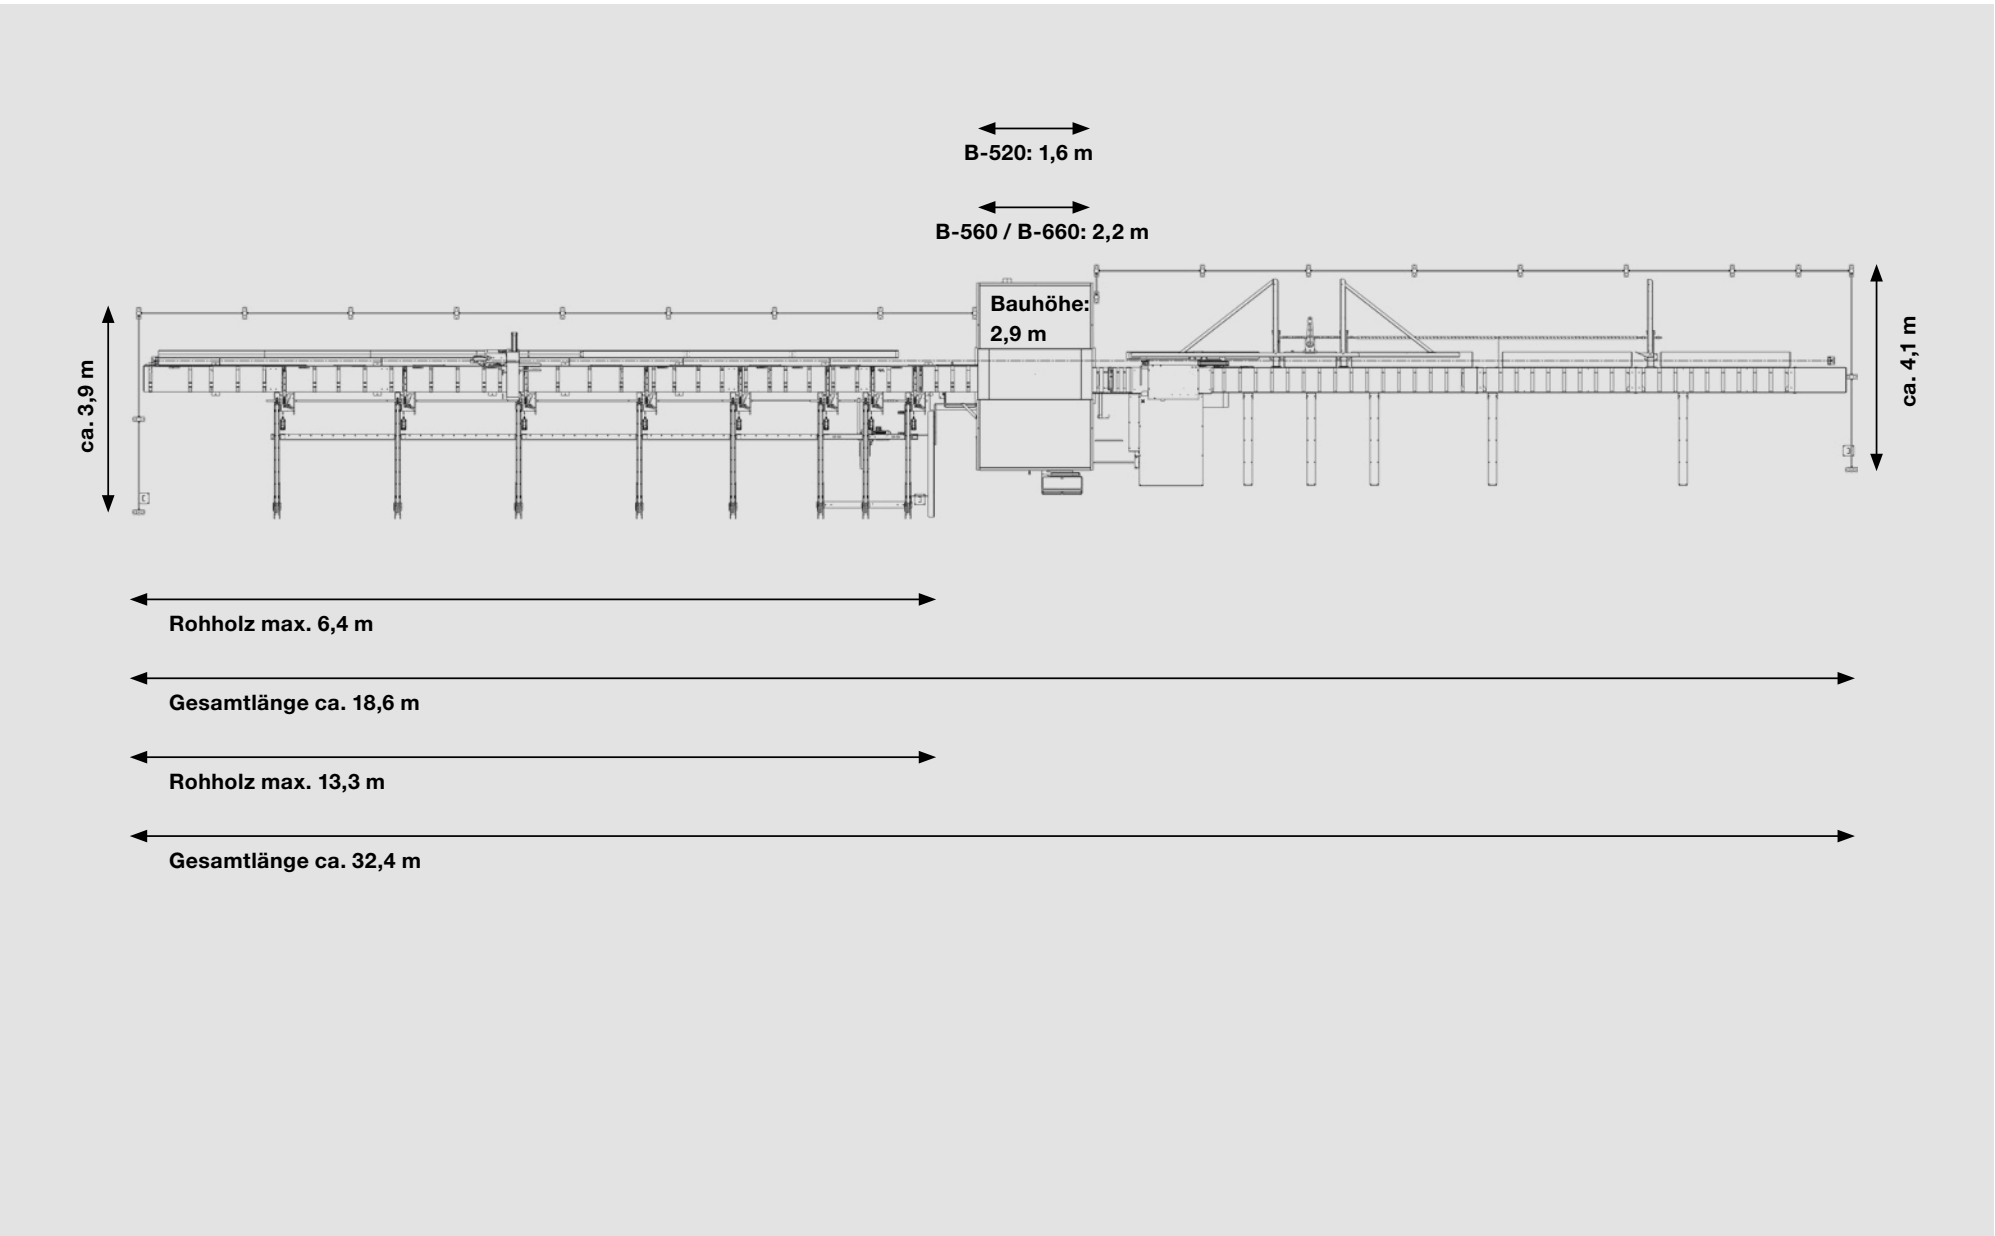 B-520: 1,6 m
B-560 / B-660: 2,2 m
Bauhöhe:
2,9 m
ca. 3,9 m
ca. 4,1 m
Rohholz max. 6,4 m
Gesamtlänge ca. 18,6 m
Rohholz max. 13,3 m
Gesamtlänge ca. 32,4 m